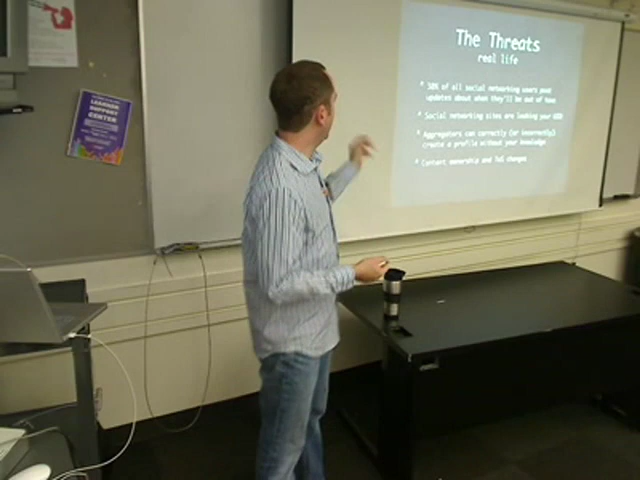 The Threats
real life
* 50% of all social networking users post
updates about when they'll be out of town
* Social networking sites are leaking your
* Aggregators can correctly (or incorrectly)
create a profile without your knowledge
* Content ownership and ToS changes
LEARNING
SUPPORT
CENTER